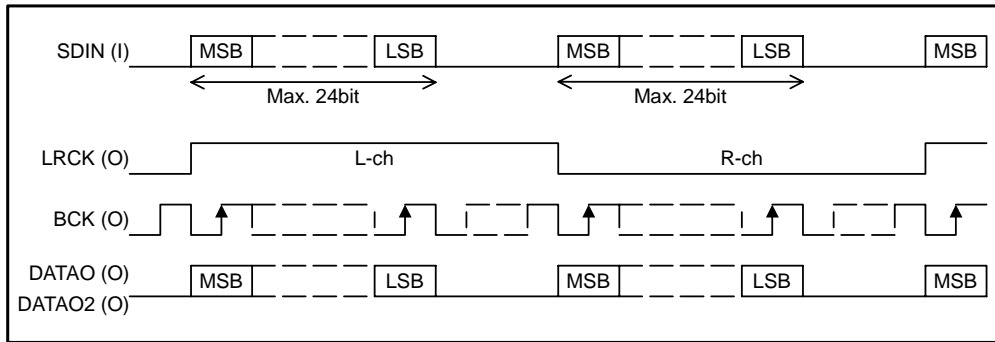 SDIN (I) MSB LSB MSB LSB MSB
Max. 24bit Max. 24bit
LRCK (O) L-ch R-ch
BCK (O)
DATAO (O) MSB LSB MSB LSB MSB
DATAO2 (O)